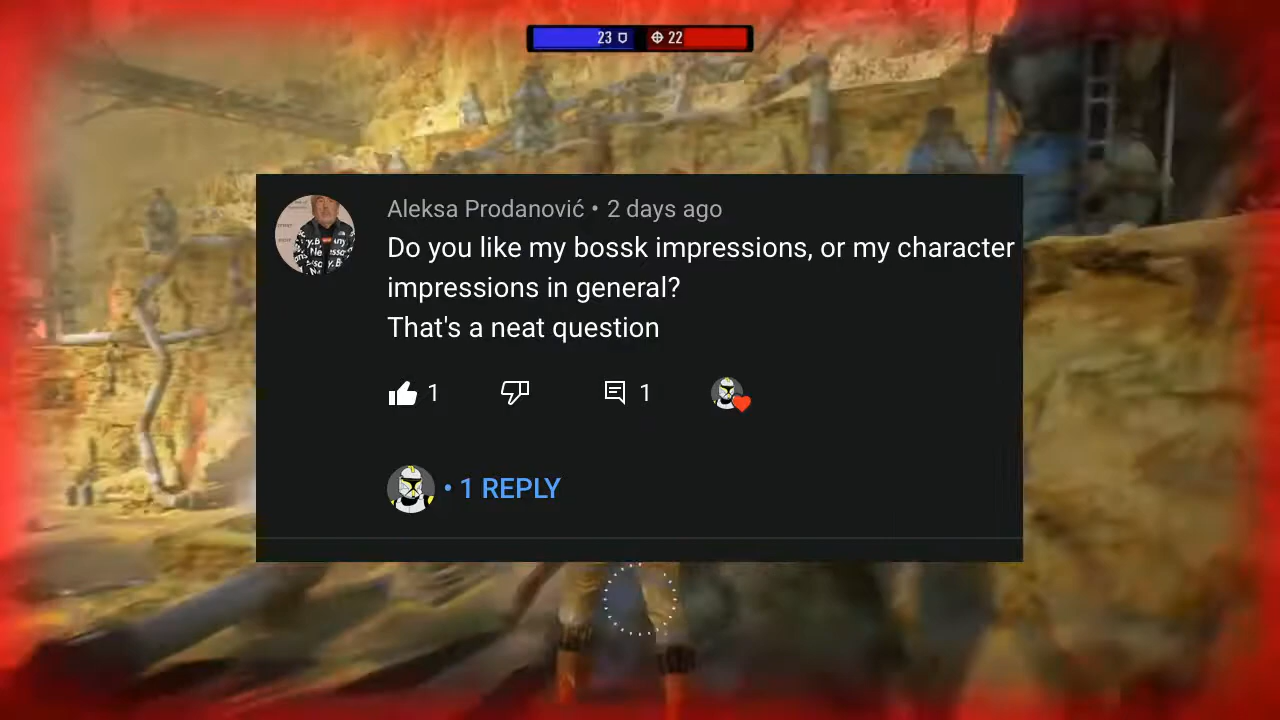 23 22
Aleksa Prodanović • 2 days ago
Do you like my bossk impressions, or my character
impressions in general?
That's a neat question
1 1
• 1 REPLY